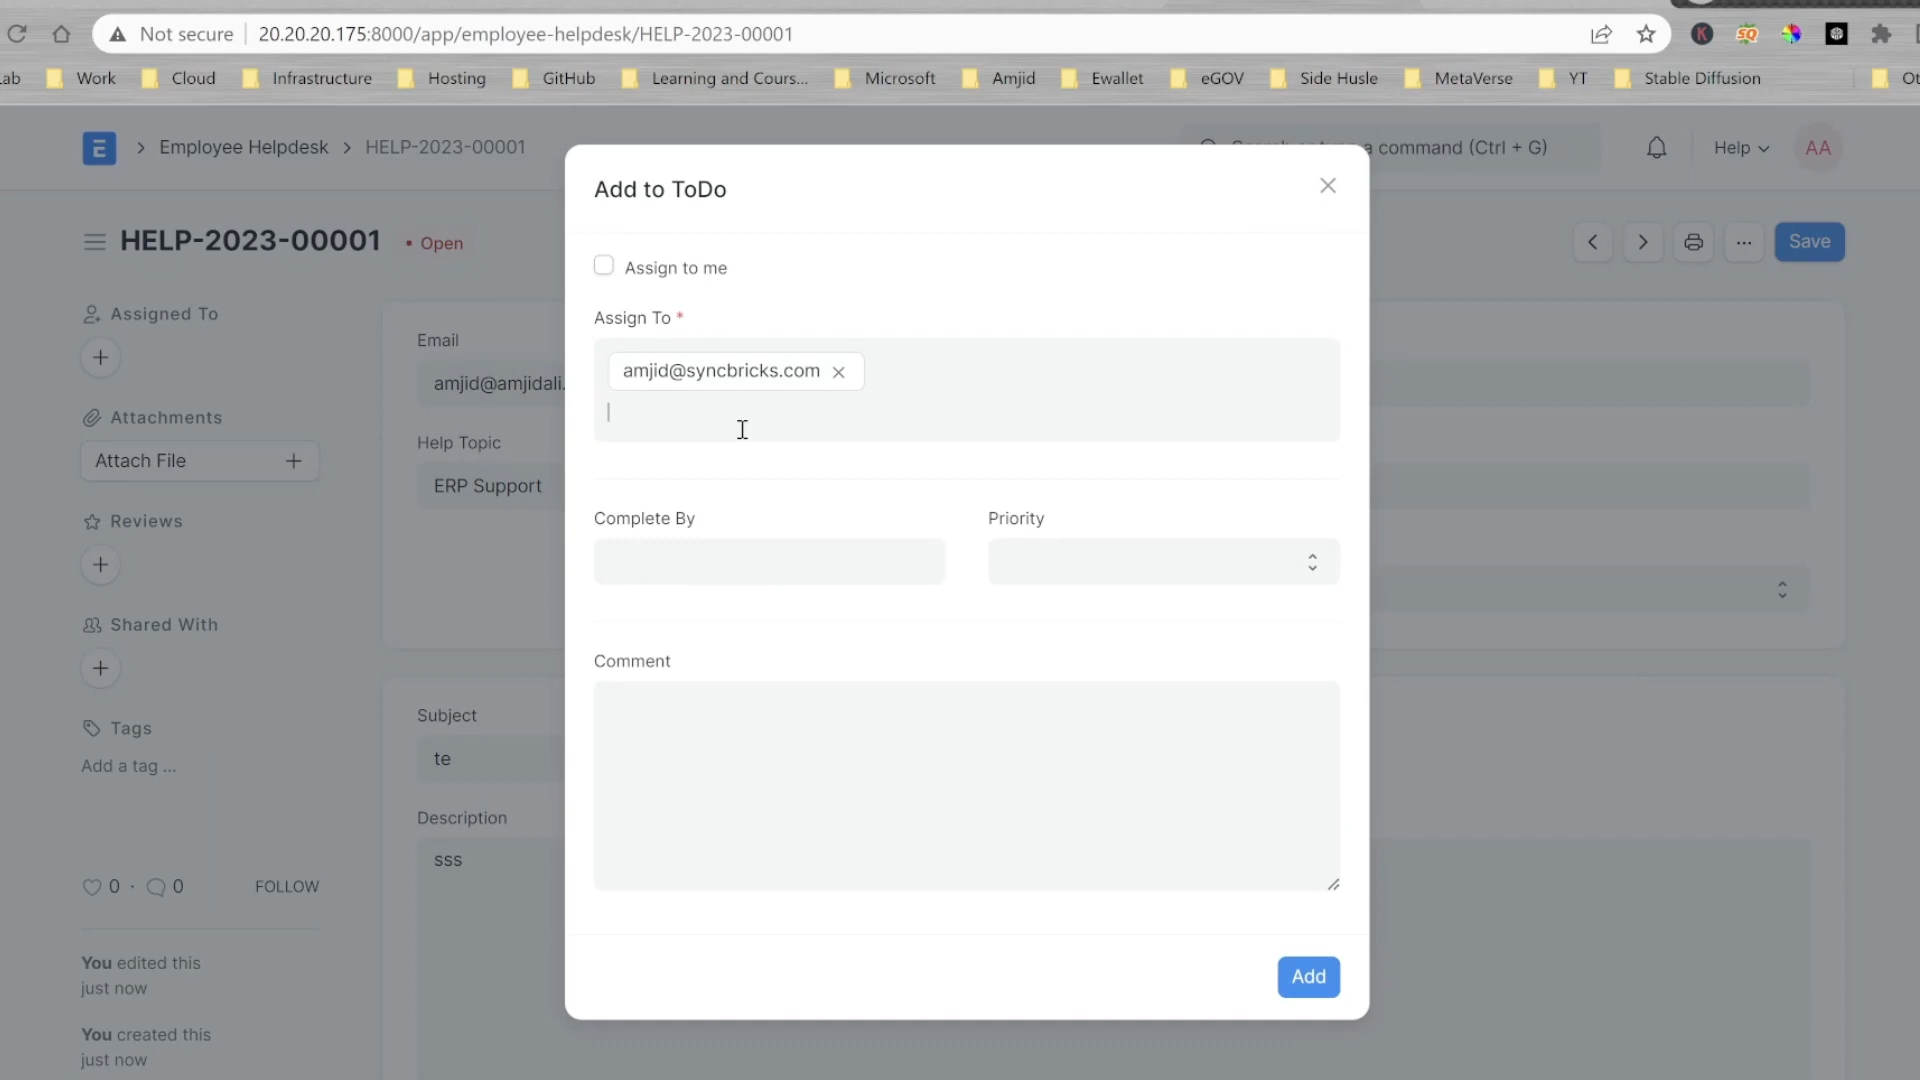 Not secure 20.20.20.175:8000/app/employee-helpdesk/HELP-2023-00001
Work Cloud Infrastructure Hosting GitHub Learning and Cours... Microsoft Amjid Ewallet eGOV Side Husle MetaVerse YT Stable Diffusion
Employee Helpdesk HELP-2023-00001
a command (Ctrl + G)
Help
AA
HELP-2023-00001 • Open
Save
Add to ToDo
Assign to me
Assign To *
amjid@syncbricks.com
Complete By
Priority
Comment
Add
Assigned To
Attachments
Attach File
Reviews
Shared With
Tags
Add a tag ...
0 · 0 FOLLOW
You edited this
just now
You created this
just now
Email
amjid@amjidali.
Help Topic
ERP Support
Subject
te
Description
sss